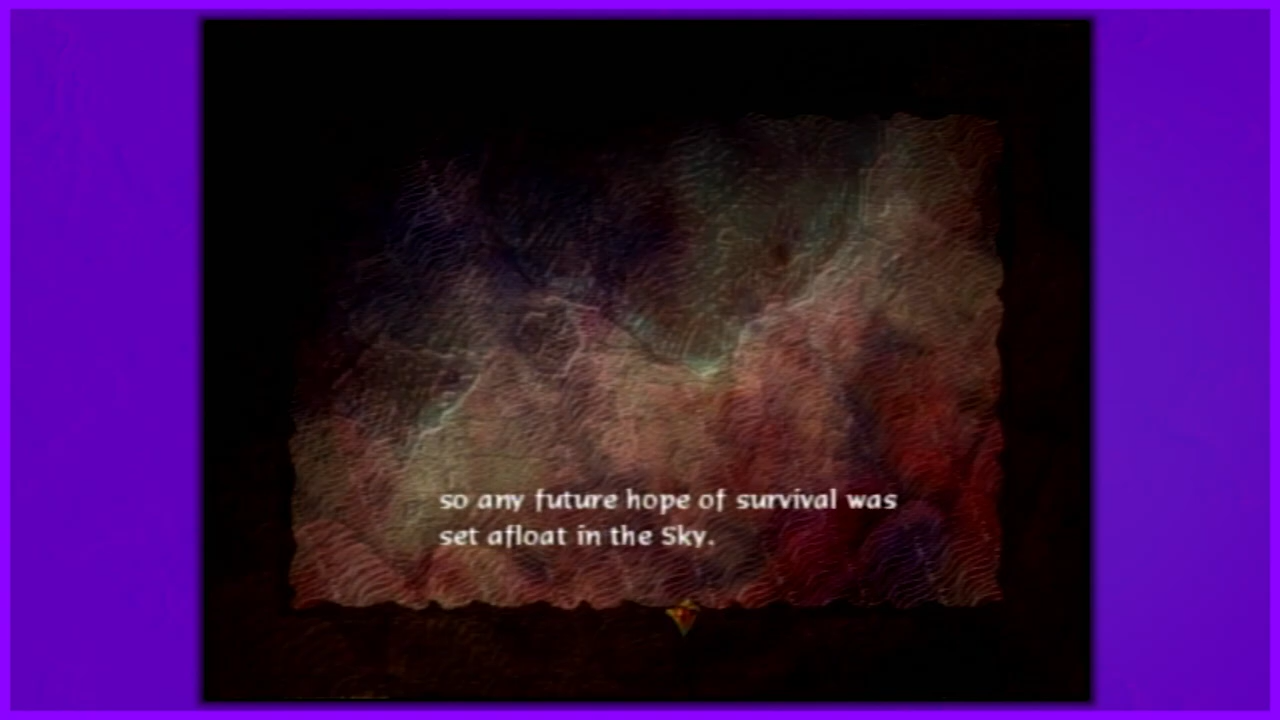 so any future hope of survival was
set afloat in the Sky.